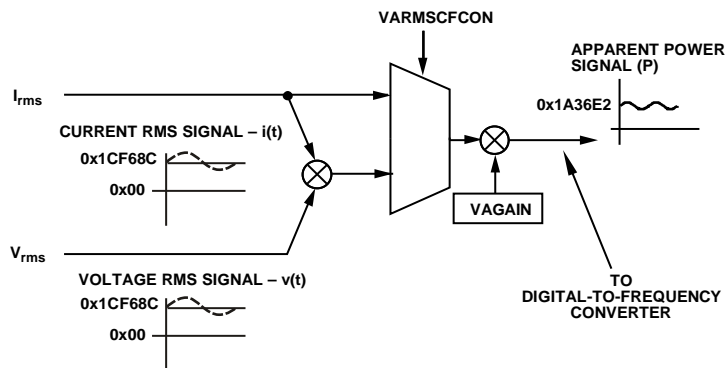 VARMSCFCON
APPARENT POWER
SIGNAL (P)
0x1A36E2
Irms
CURRENT RMS SIGNAL – i(t)
0x1CF68C
0x00
VAGAIN
Vrms
VOLTAGE RMS SIGNAL – v(t)
0x1CF68C
0x00
TO
DIGITAL-TO-FREQUENCY
CONVERTER